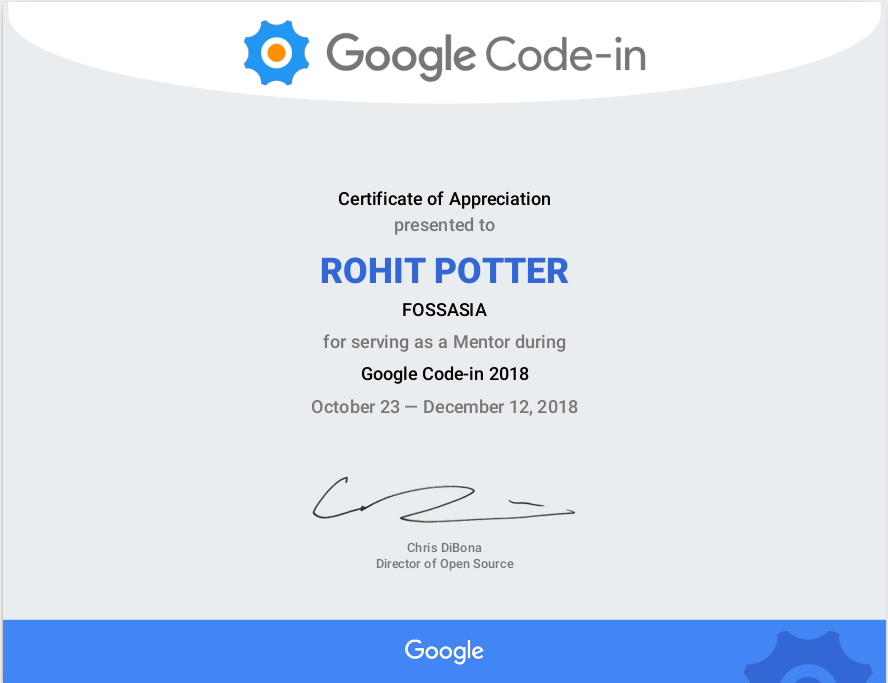 Google Code-in
Certificate of Appreciation
presented to
ROHIT POTTER
FOSSASIA
for serving as a Mentor during
Google Code-in 2018
October 23 — December 12, 2018
Chris DiBona
Director of Open Source
Google